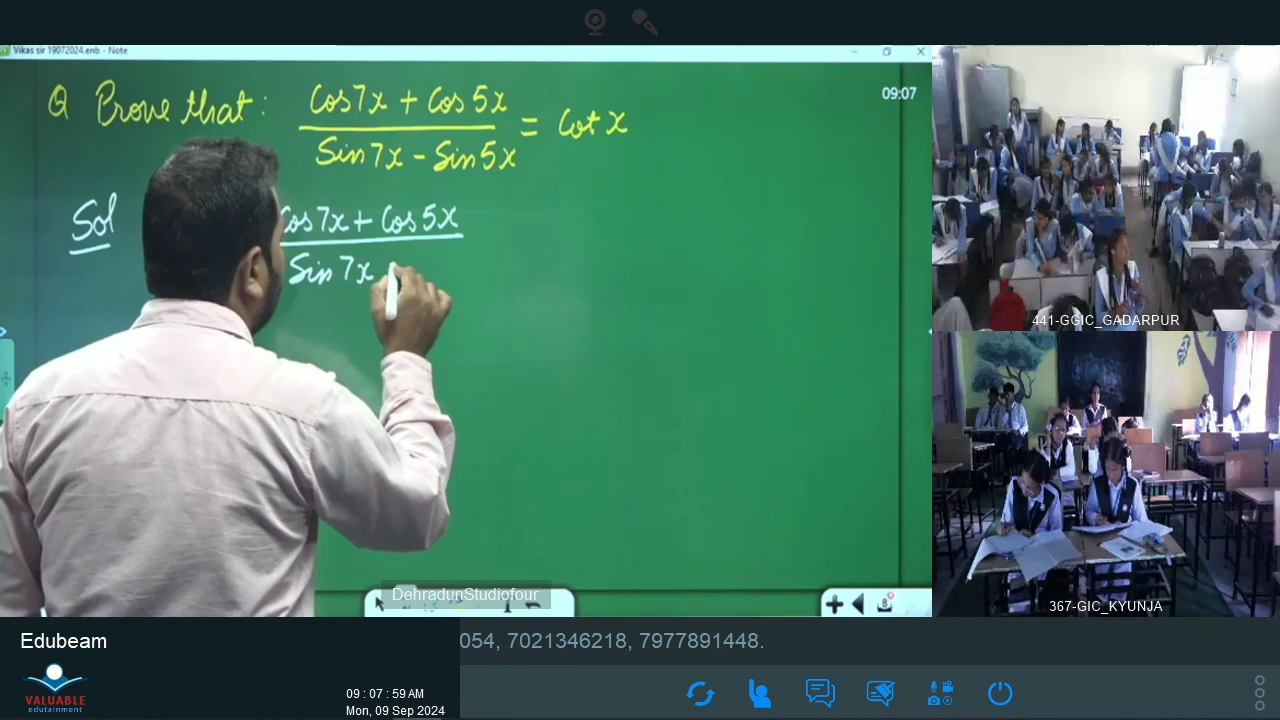 Vikas sir 19072024.enb - Note
09:07
Q Prove that : Cos 7x + Cos 5x / Sin 7x - Sin 5x = Cot x
Sol
Cos 7x + Cos 5x
Sin 7x
441-GGIC_GADARPUR
367-GIC_KYUNJA
DehradunStudiofour
8
Edubeam
054, 7021346218, 7977891448.
VALUABLE
edutainment
09 : 07 : 59 AM
Mon, 09 Sep 2024